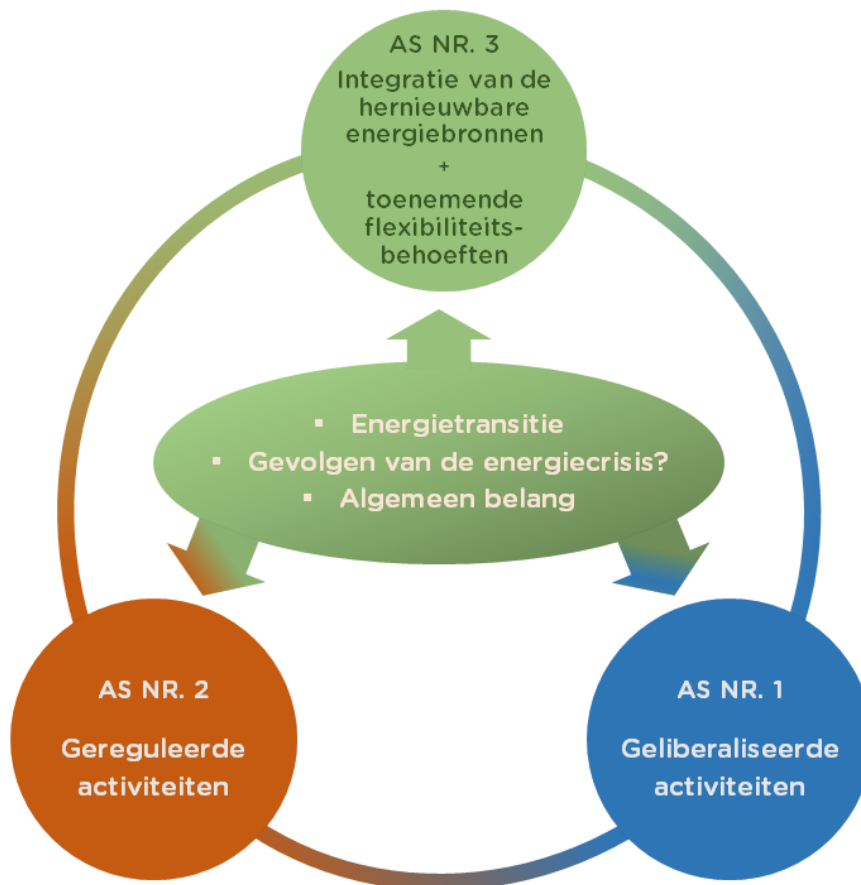 AS NR. 3
Integratie van de
hernieuwbare
energiebronnen
+
toenemende
flexibiliteits-
behoeften
▪ Energietransitie
▪ Gevolgen van de energiecrisis?
▪ Algemeen belang
AS NR. 2
Gereguleerde
activiteiten
AS NR. 1
Geliberaliseerde
activiteiten